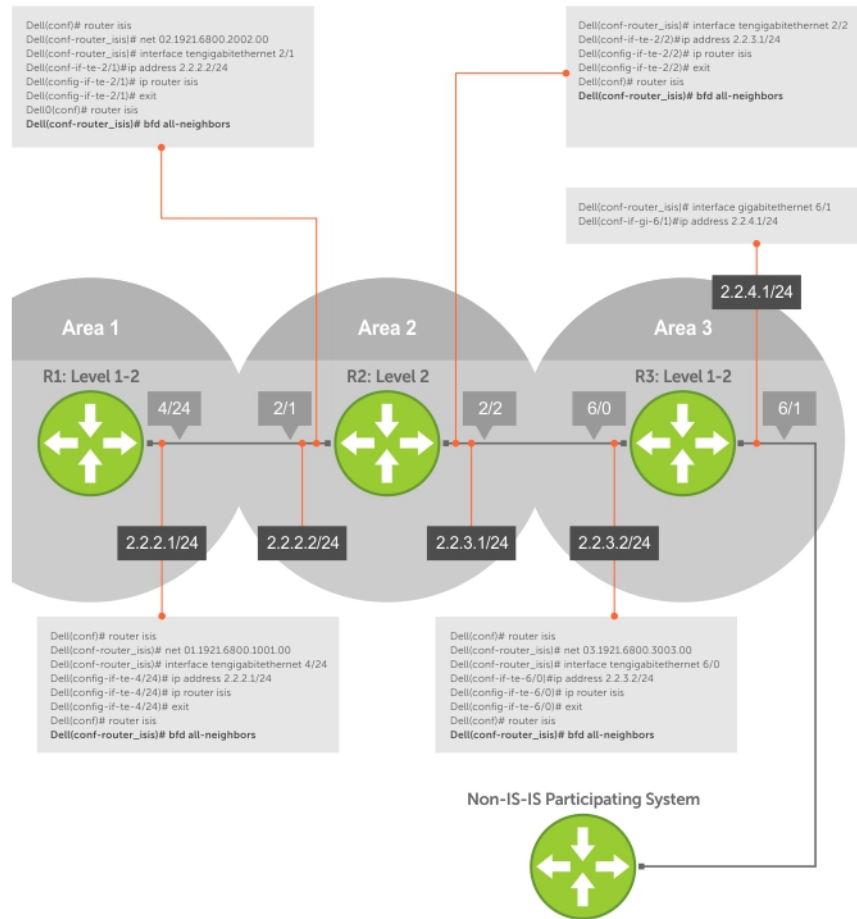 Dell(conf)# router isis
Dell(conf-router_isis)# net 02.1921.6800.2002.00
Dell(conf-router_isis)# interface tengigabitethernet 2/1
Dell(conf-if-te-2/1)#ip address 2.2.2.2/24
Dell(config-if-te-2/1)# ip router isis
Dell(config-if-te-2/1)# exit
Dell0(conf)# router isis
Dell(conf-router_isis)# bfd all-neighbors
Dell(conf-router_isis)# interface tengigabitethernet 2/2
Dell(conf-if-te-2/2)#ip address 2.2.3.1/24
Dell(config-if-te-2/2)# ip router isis
Dell(config-if-te-2/2)# exit
Dell(conf)# router isis
Dell(conf-router_isis)# bfd all-neighbors
Dell(conf-router_isis)# interface gigabitethernet 6/1
Dell(conf-if-gi-6/1)#ip address 2.2.4.1/24
2.2.4.1/24
Area 1
Area 2
Area 3
R1: Level 1-2
R2: Level 2
R3: Level 1-2
4/24
2/1
2/2
6/0
6/1
2.2.2.1/24
2.2.2.2/24
2.2.3.1/24
2.2.3.2/24
Dell(conf)# router isis
Dell(conf-router_isis)# net 01.1921.6800.1001.00
Dell(conf-router_isis)# interface tengigabitethernet 4/24
Dell(config-if-te-4/24)# ip address 2.2.2.1/24
Dell(config-if-te-4/24)# ip router isis
Dell(config-if-te-4/24)# exit
Dell(conf)# router isis
Dell(conf-router_isis)# bfd all-neighbors
Dell(conf)# router isis
Dell(conf-router_isis)# net 03.1921.6800.3003.00
Dell(conf-router_isis)# interface tengigabitethernet 6/0
Dell(conf-if-te-6/0)#ip address 2.2.3.2/24
Dell(config-if-te-6/0)# ip router isis
Dell(config-if-te-6/0)# exit
Dell(conf)# router isis
Dell(conf-router_isis)# bfd all-neighbors
Non-IS-IS Participating System